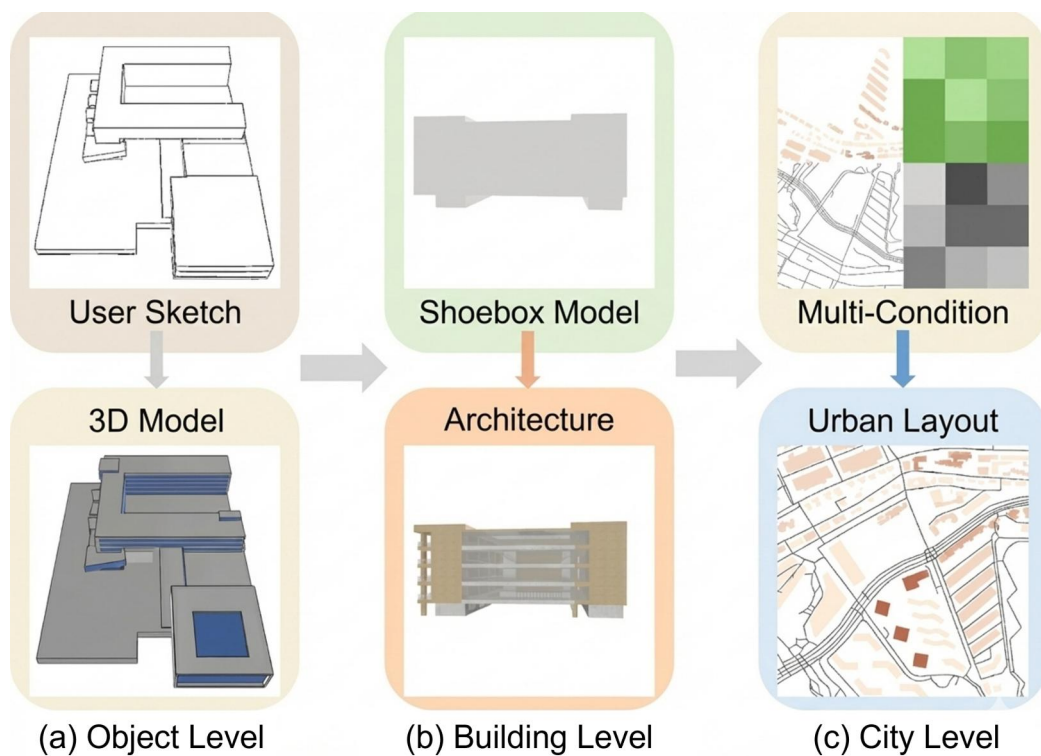 User Sketch
Shoebox Model
Multi-Condition
3D Model
Architecture
Urban Layout
(a) Object Level
(b) Building Level
(c) City Level